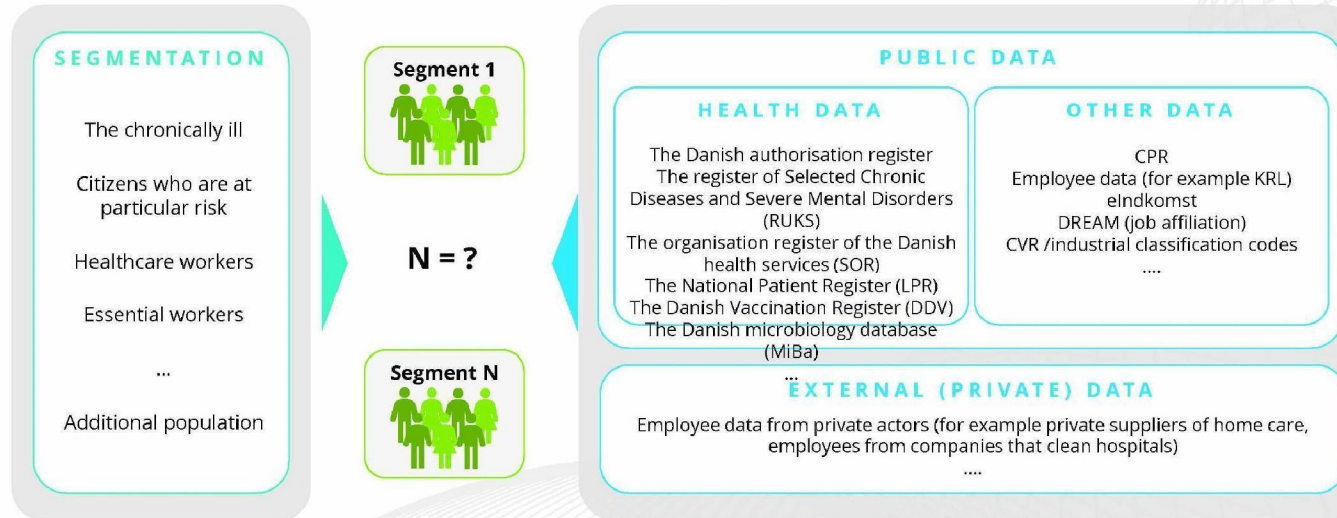 SEGMENTATION
The chronically ill
Citizens who are at
particular risk
Healthcare workers
Essential workers
...
Additional population
Segment 1
N = ?
Segment N
PUBLIC DATA
HEALTH DATA
The Danish authorisation register
The register of Selected Chronic
Diseases and Severe Mental Disorders
(RUKS)
The organisation register of the Danish
health services (SOR)
The National Patient Register (LPR)
The Danish Vaccination Register (DDV)
The Danish microbiology database
(MiBa)
...
OTHER DATA
CPR
Employee data (for example KRL)
eIndkomst
DREAM (job affiliation)
CVR /industrial classification codes
....
EXTERNAL (PRIVATE) DATA
Employee data from private actors (for example private suppliers of home care,
employees from companies that clean hospitals)
....